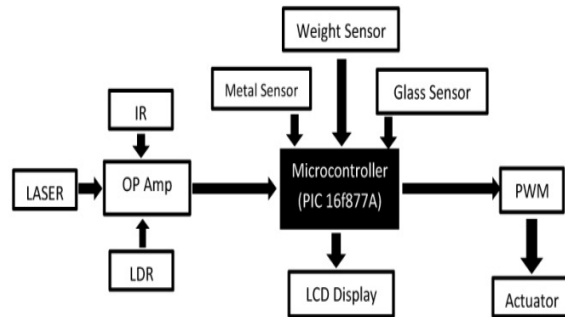 Weight Sensor
Metal Sensor
Glass Sensor
IR
LASER
OP Amp
Microcontroller
(PIC 16f877A)
PWM
LDR
LCD Display
Actuator